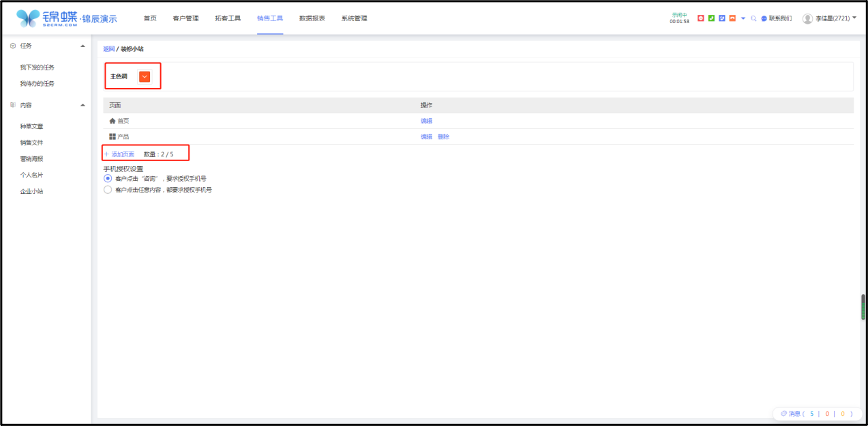 锦蝶·锦辰演示 首页 客户管理 拓客工具 销售工具 数据报表 系统管理 空闲中 联系我们 李佳星(2721)
SZCRM.COM 00:01:58
任务 返回 / 装修小站
我下发的任务 主色调
我待办的任务
内容 页面 操作
首页 编辑
种草文章
产品 编辑 删除
销售文件
+ 添加页面 数量：2 / 5
营销海报
手机授权设置
个人名片 客户点击“咨询”，要求授权手机号
企业小站 客户点击任意内容，都要求授权手机号
消息 ( 5 | 0 | 0 )